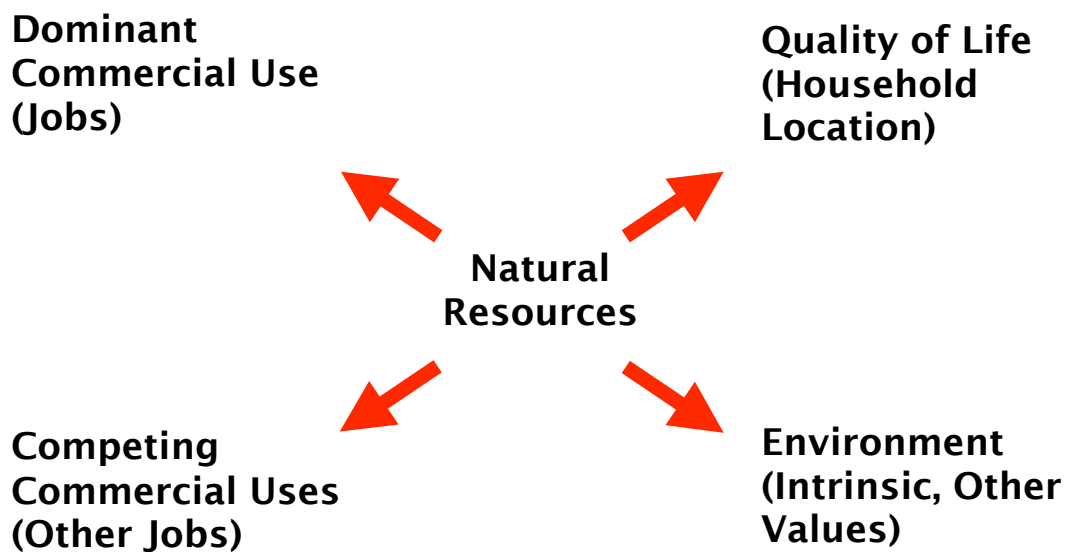 Dominant
Commercial Use
(Jobs)
Quality of Life
(Household
Location)
Natural
Resources
Competing
Commercial Uses
(Other Jobs)
Environment
(Intrinsic, Other
Values)